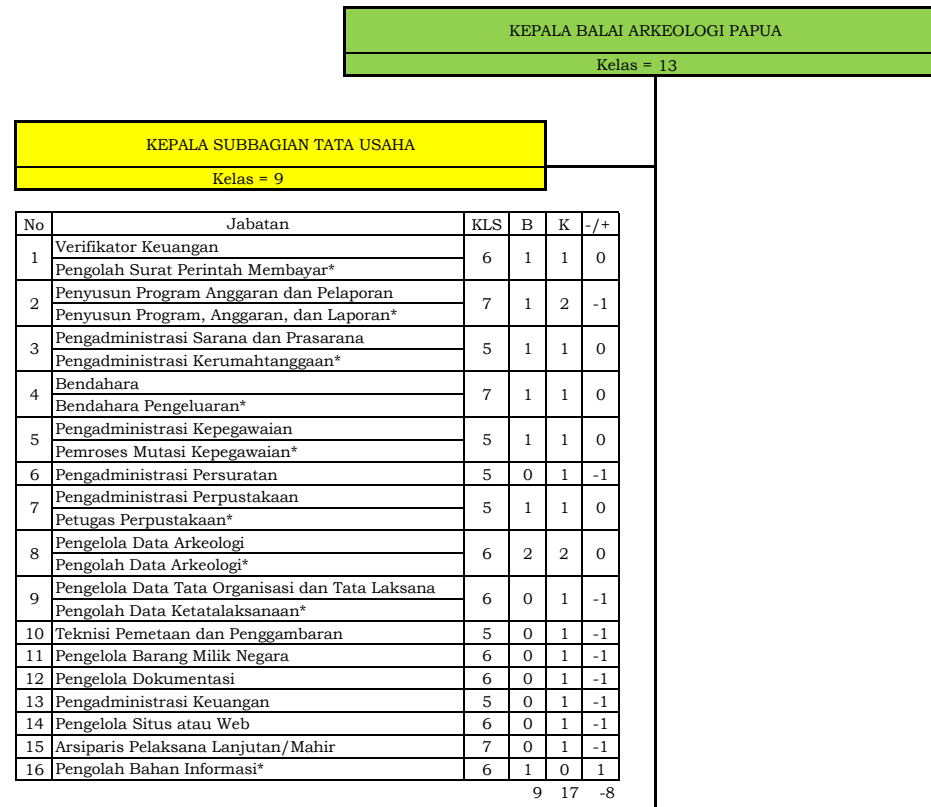 KEPALA BALAI ARKEOLOGI PAPUA
Kelas = 13
KEPALA SUBBAGIAN TATA USAHA
Kelas = 9
No Jabatan KLS B K -/+
1 Verifikator Keuangan 6 1 1 0
Pengolah Surat Perintah Membayar*
2 Penyusun Program Anggaran dan Pelaporan 7 1 2 -1
Penyusun Program, Anggaran, dan Laporan*
3 Pengadministrasi Sarana dan Prasarana 5 1 1 0
Pengadministrasi Kerumahtanggaan*
4 Bendahara 7 1 1 0
Bendahara Pengeluaran*
5 Pengadministrasi Kepegawaian 5 1 1 0
Pemroses Mutasi Kepegawaian*
6 Pengadministrasi Persuratan 5 0 1 -1
7 Pengadministrasi Perpustakaan 5 1 1 0
Petugas Perpustakaan*
8 Pengelola Data Arkeologi 6 2 2 0
Pengolah Data Arkeologi*
9 Pengelola Data Tata Organisasi dan Tata Laksana 6 0 1 -1
Pengolah Data Ketatalaksanaan*
10 Teknisi Pemetaan dan Penggambaran 5 0 1 -1
11 Pengelola Barang Milik Negara 6 0 1 -1
12 Pengelola Dokumentasi 6 0 1 -1
13 Pengadministrasi Keuangan 5 0 1 -1
14 Pengelola Situs atau Web 6 0 1 -1
15 Arsiparis Pelaksana Lanjutan/Mahir 7 0 1 -1
16 Pengolah Bahan Informasi* 6 1 0 1
9 17 -8